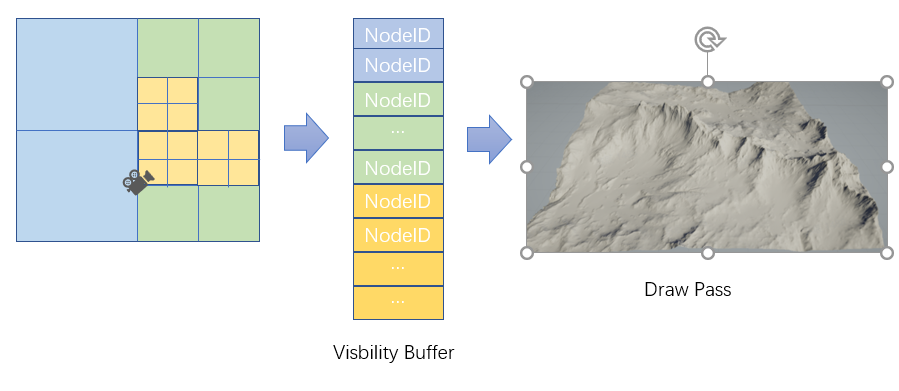 NodeID
NodeID
NodeID
...
NodeID
NodeID
NodeID
...
...
Visbility Buffer
Draw Pass